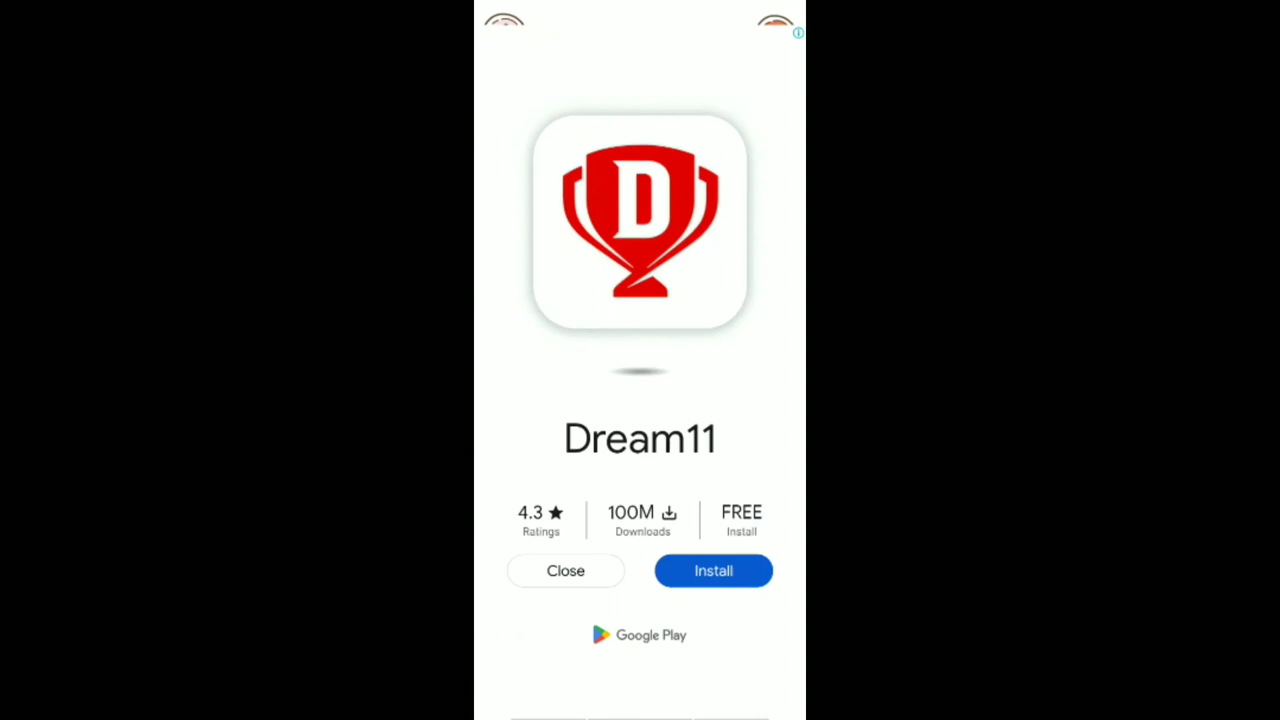 D
Dream11
4.3 ★ 100M FREE
Ratings Downloads Install
Close Install
Google Play